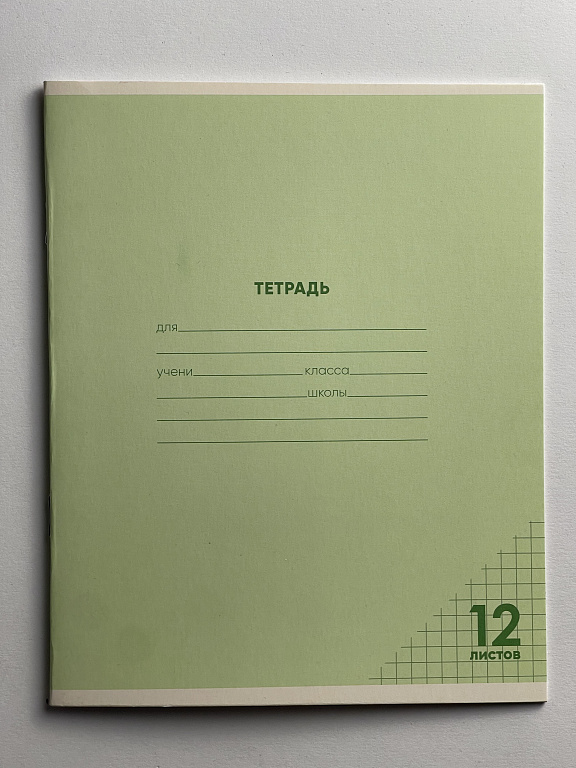 ТЕТРАДЬ
для
учени класса
школы
12
листов